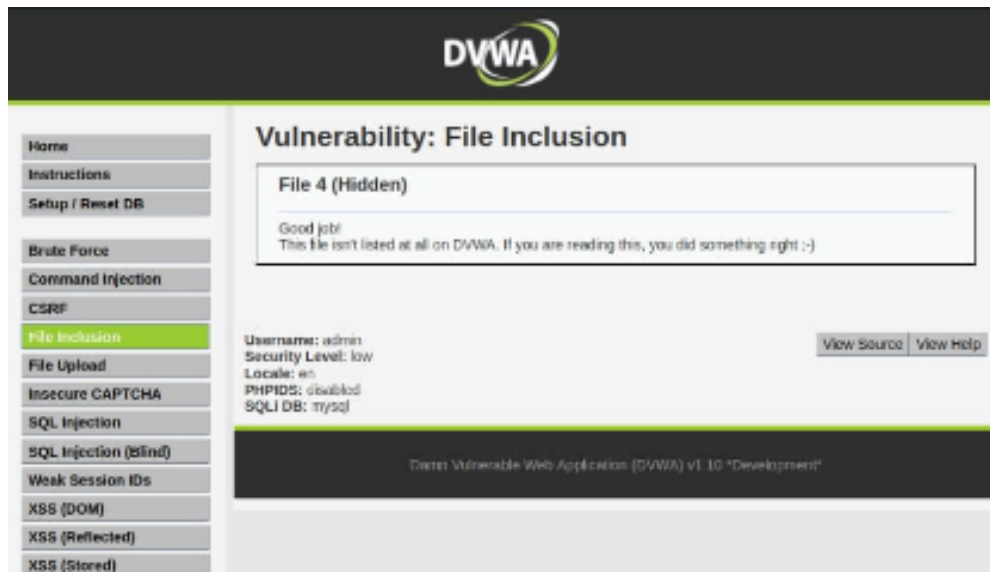 DVWA
Home
Instructions
Setup / Reset DB
Brute Force
Command Injection
CSRF
File Inclusion
File Upload
Insecure CAPTCHA
SQL Injection
SQL Injection (Blind)
Weak Session IDs
XSS (DOM)
XSS (Reflected)
XSS (Stored)
Vulnerability: File Inclusion
File 4 (Hidden)
Good job!
This file isn't listed at all on DVWA. If you are reading this, you did something right ;-)
Username: admin
Security Level: low
Locale: en
PHPIDS: disabled
SQLi DB: mysql
View Source
View Help
Damn Vulnerable Web Application (DVWA) v1.10 *Development*